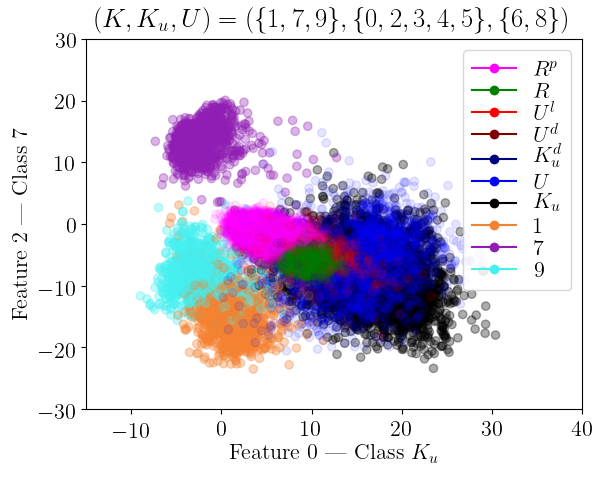 (K, K_u, U) = ({1, 7, 9}, {0, 2, 3, 4, 5}, {6, 8})
30
20
10
0
−10
−20
−30
Feature 2 — Class 7
R^p
R
U^l
U^d
K_u^d
U
K_u
1
7
9
−10 0 10 20 30 40
Feature 0 — Class K_u